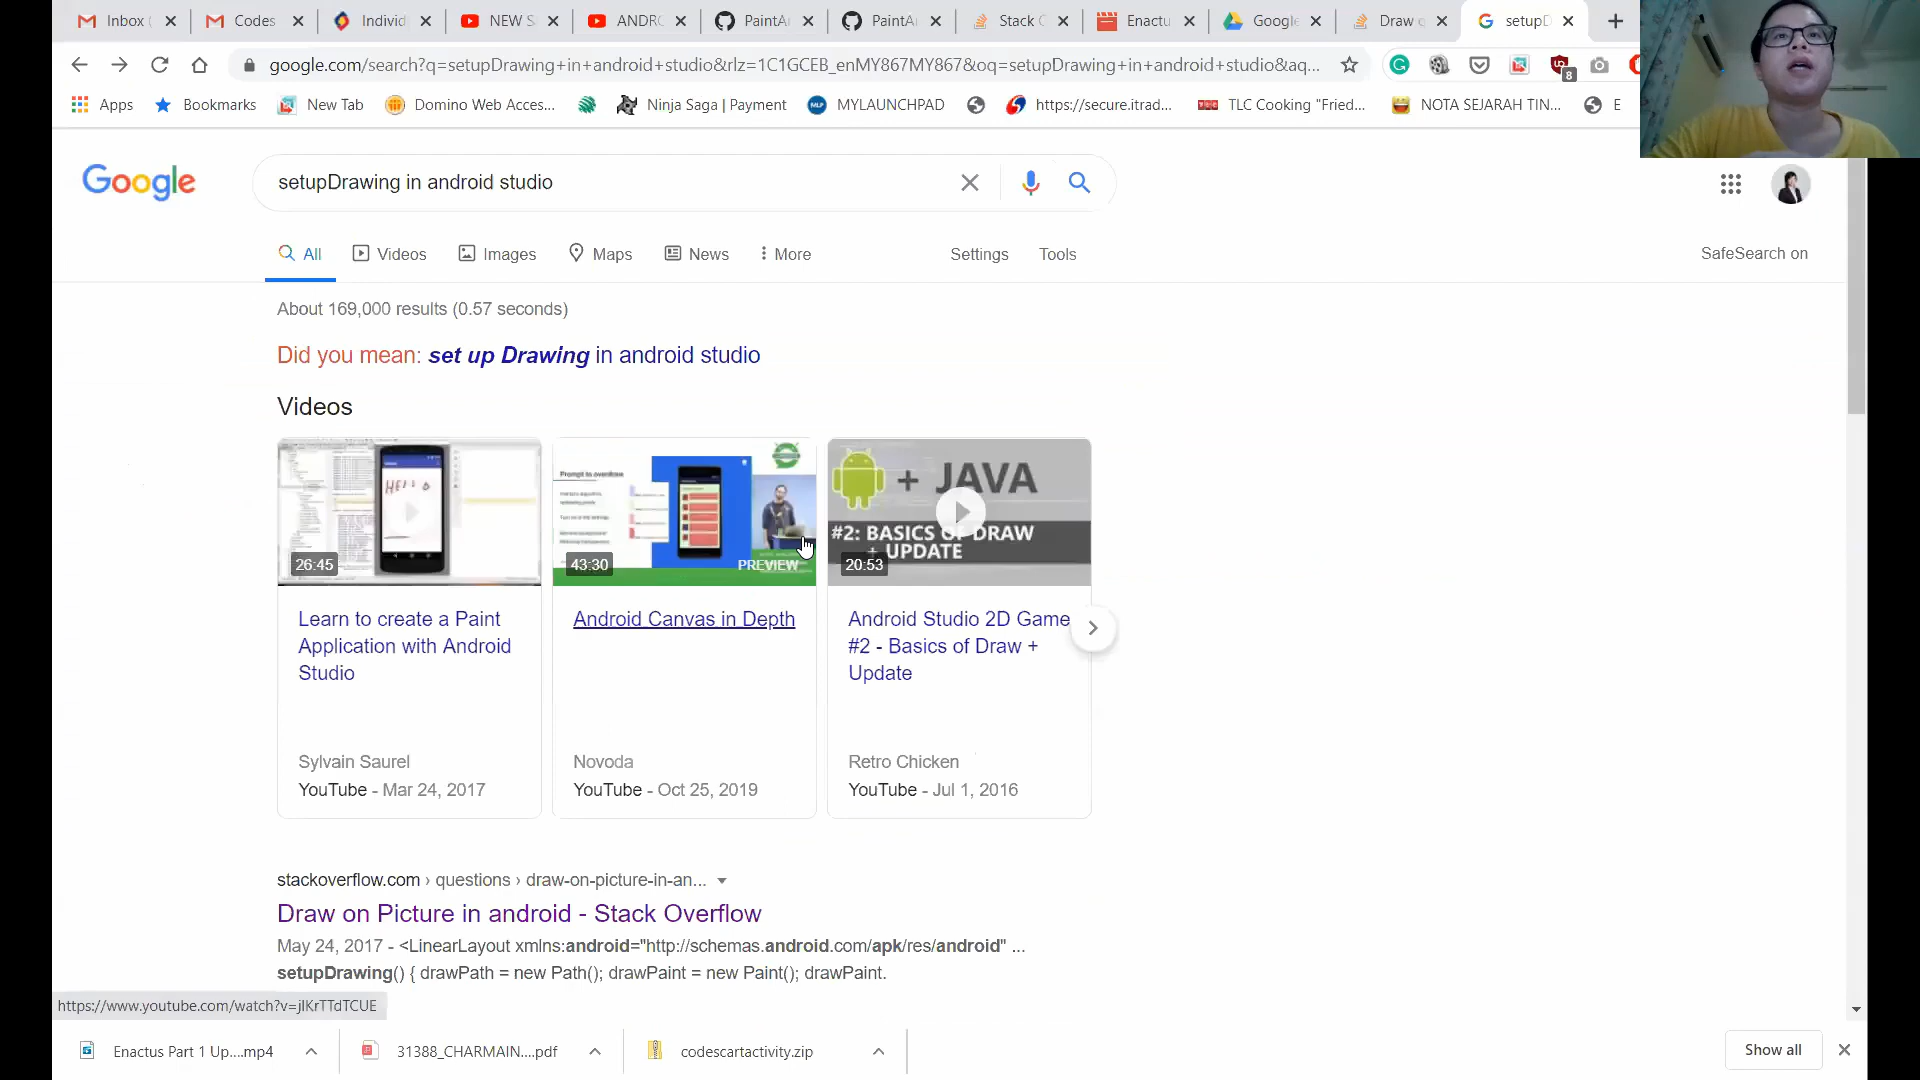 Inbox (
Codes
Individ
NEW S
ANDRO
PaintA
PaintA
Stack O
Enactu
Google
Draw o
setupD
google.com/search?q=setupDrawing+in+android+studio&rlz=1C1GCEB_enMY867MY867&oq=setupDrawing+in+android+studio&aq...
8
Apps
Bookmarks
New Tab
Domino Web Acces...
Ninja Saga | Payment
MYLAUNCHPAD
https://secure.itrad...
TLC Cooking "Fried...
NOTA SEJARAH TIN...
E
Google
setupDrawing in android studio
All
Videos
Images
Maps
News
More
Settings
Tools
SafeSearch on
About 169,000 results (0.57 seconds)
Did you mean: set up Drawing in android studio
Videos
HELLO
26:45
Learn to create a Paint
Application with Android
Studio
Sylvain Saurel
YouTube - Mar 24, 2017
Prompt to overflow
43:30
PREVIEW
Android Canvas in Depth
Novoda
YouTube - Oct 25, 2019
+ JAVA
#2: BASICS OF DRAW
+ UPDATE
20:53
Android Studio 2D Game
#2 - Basics of Draw +
Update
Retro Chicken
YouTube - Jul 1, 2016
stackoverflow.com › questions › draw-on-picture-in-an...
Draw on Picture in android - Stack Overflow
May 24, 2017 - <LinearLayout xmlns:android="http://schemas.android.com/apk/res/android" ...
setupDrawing() { drawPath = new Path(); drawPaint = new Paint(); drawPaint.
https://www.youtube.com/watch?v=jlKrTTdTCUE
Enactus Part 1 Up....mp4
31388_CHARMAIN....pdf
codescartactivity.zip
Show all